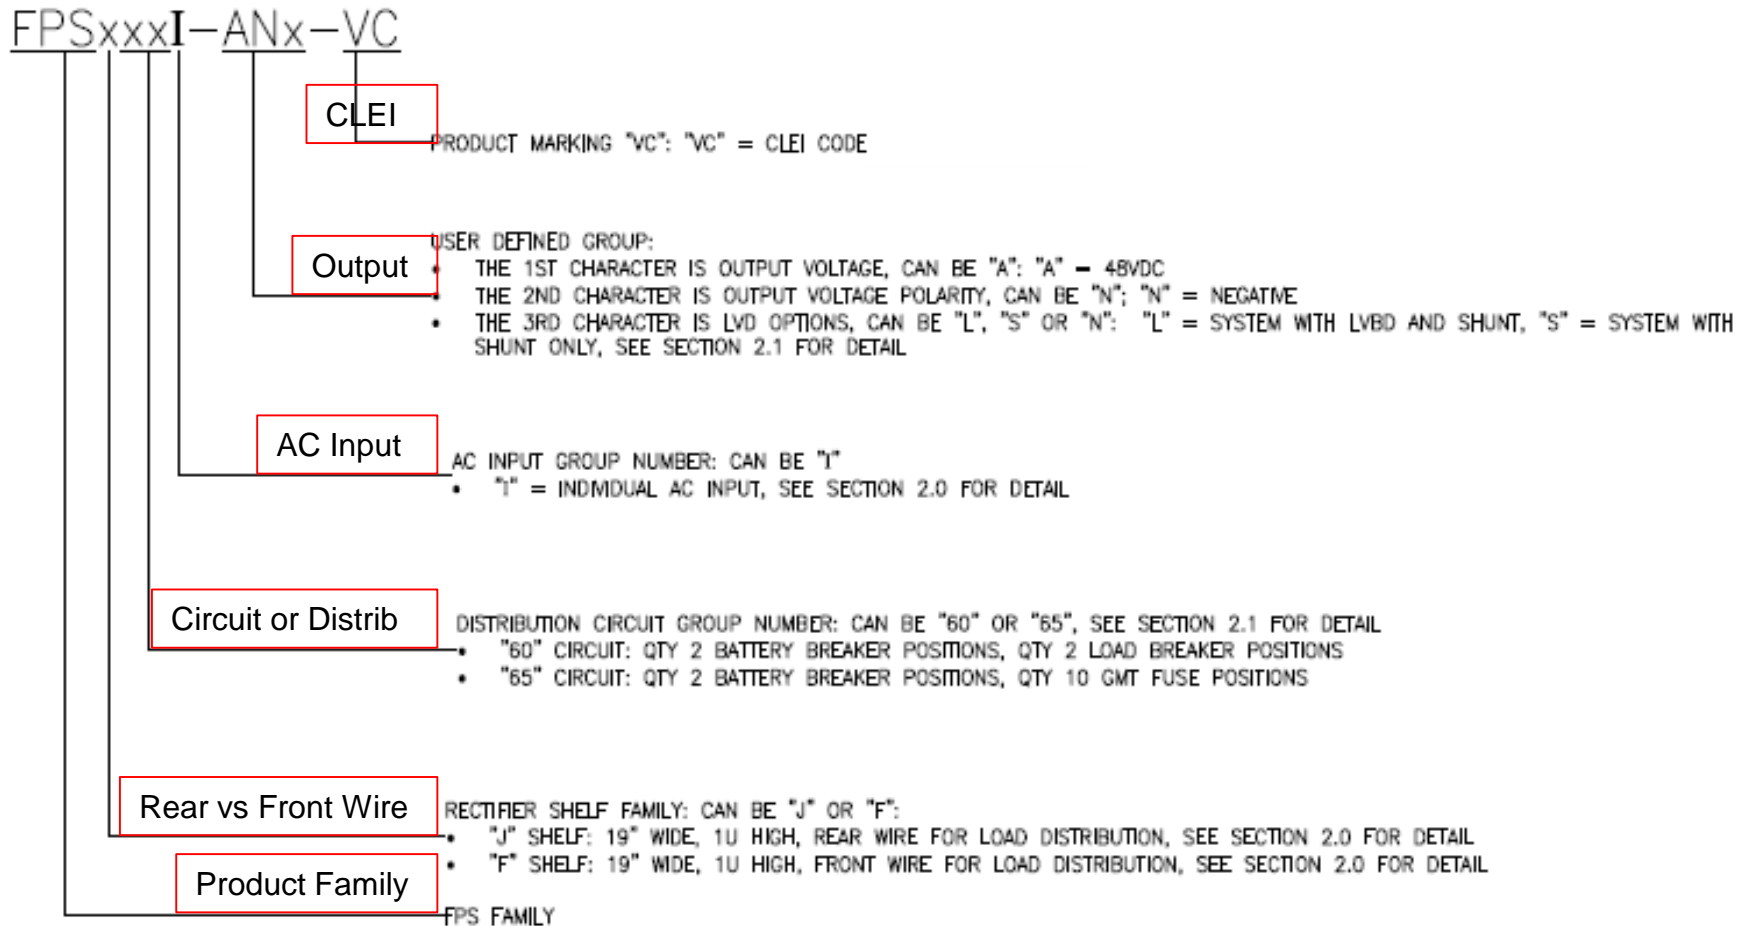 FPSxxxI-ANx-VC
CLEI
PRODUCT MARKING "VC": "VC" = CLEI CODE
USER DEFINED GROUP:
Output
• THE 1ST CHARACTER IS OUTPUT VOLTAGE, CAN BE "A": "A" = 48VDC
• THE 2ND CHARACTER IS OUTPUT VOLTAGE POLARITY, CAN BE "N"; "N" = NEGATIVE
• THE 3RD CHARACTER IS LVD OPTIONS, CAN BE "L", "S" OR "N": "L" = SYSTEM WITH LVBD AND SHUNT, "S" = SYSTEM WITH
SHUNT ONLY, SEE SECTION 2.1 FOR DETAIL
AC Input
AC INPUT GROUP NUMBER: CAN BE "I"
• "I" = INDIVIDUAL AC INPUT, SEE SECTION 2.0 FOR DETAIL
Circuit or Distrib
DISTRIBUTION CIRCUIT GROUP NUMBER: CAN BE "60" OR "65", SEE SECTION 2.1 FOR DETAIL
• "60" CIRCUIT: QTY 2 BATTERY BREAKER POSITIONS, QTY 2 LOAD BREAKER POSITIONS
• "65" CIRCUIT: QTY 2 BATTERY BREAKER POSITIONS, QTY 10 GMT FUSE POSITIONS
Rear vs Front Wire
RECTIFIER SHELF FAMILY: CAN BE "J" OR "F":
• "J" SHELF: 19" WIDE, 1U HIGH, REAR WIRE FOR LOAD DISTRIBUTION, SEE SECTION 2.0 FOR DETAIL
• "F" SHELF: 19" WIDE, 1U HIGH, FRONT WIRE FOR LOAD DISTRIBUTION, SEE SECTION 2.0 FOR DETAIL
Product Family
FPS FAMILY